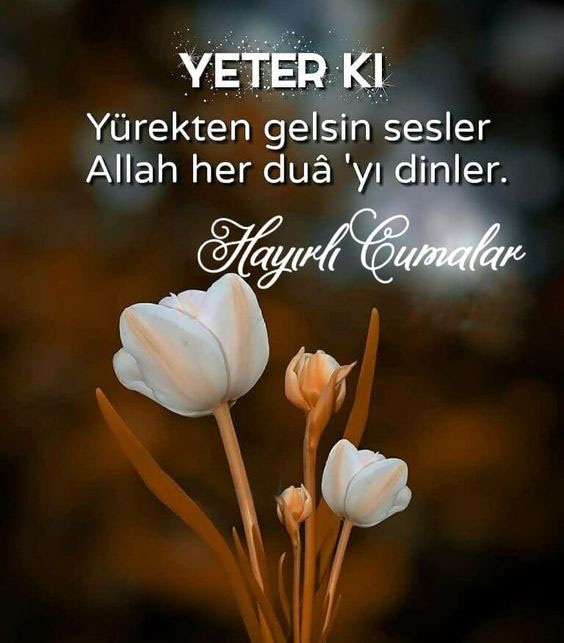 YETER KI
Yürekten gelsin sesler
Allah her duâ 'yı dinler.
Hayırlı Cumalar